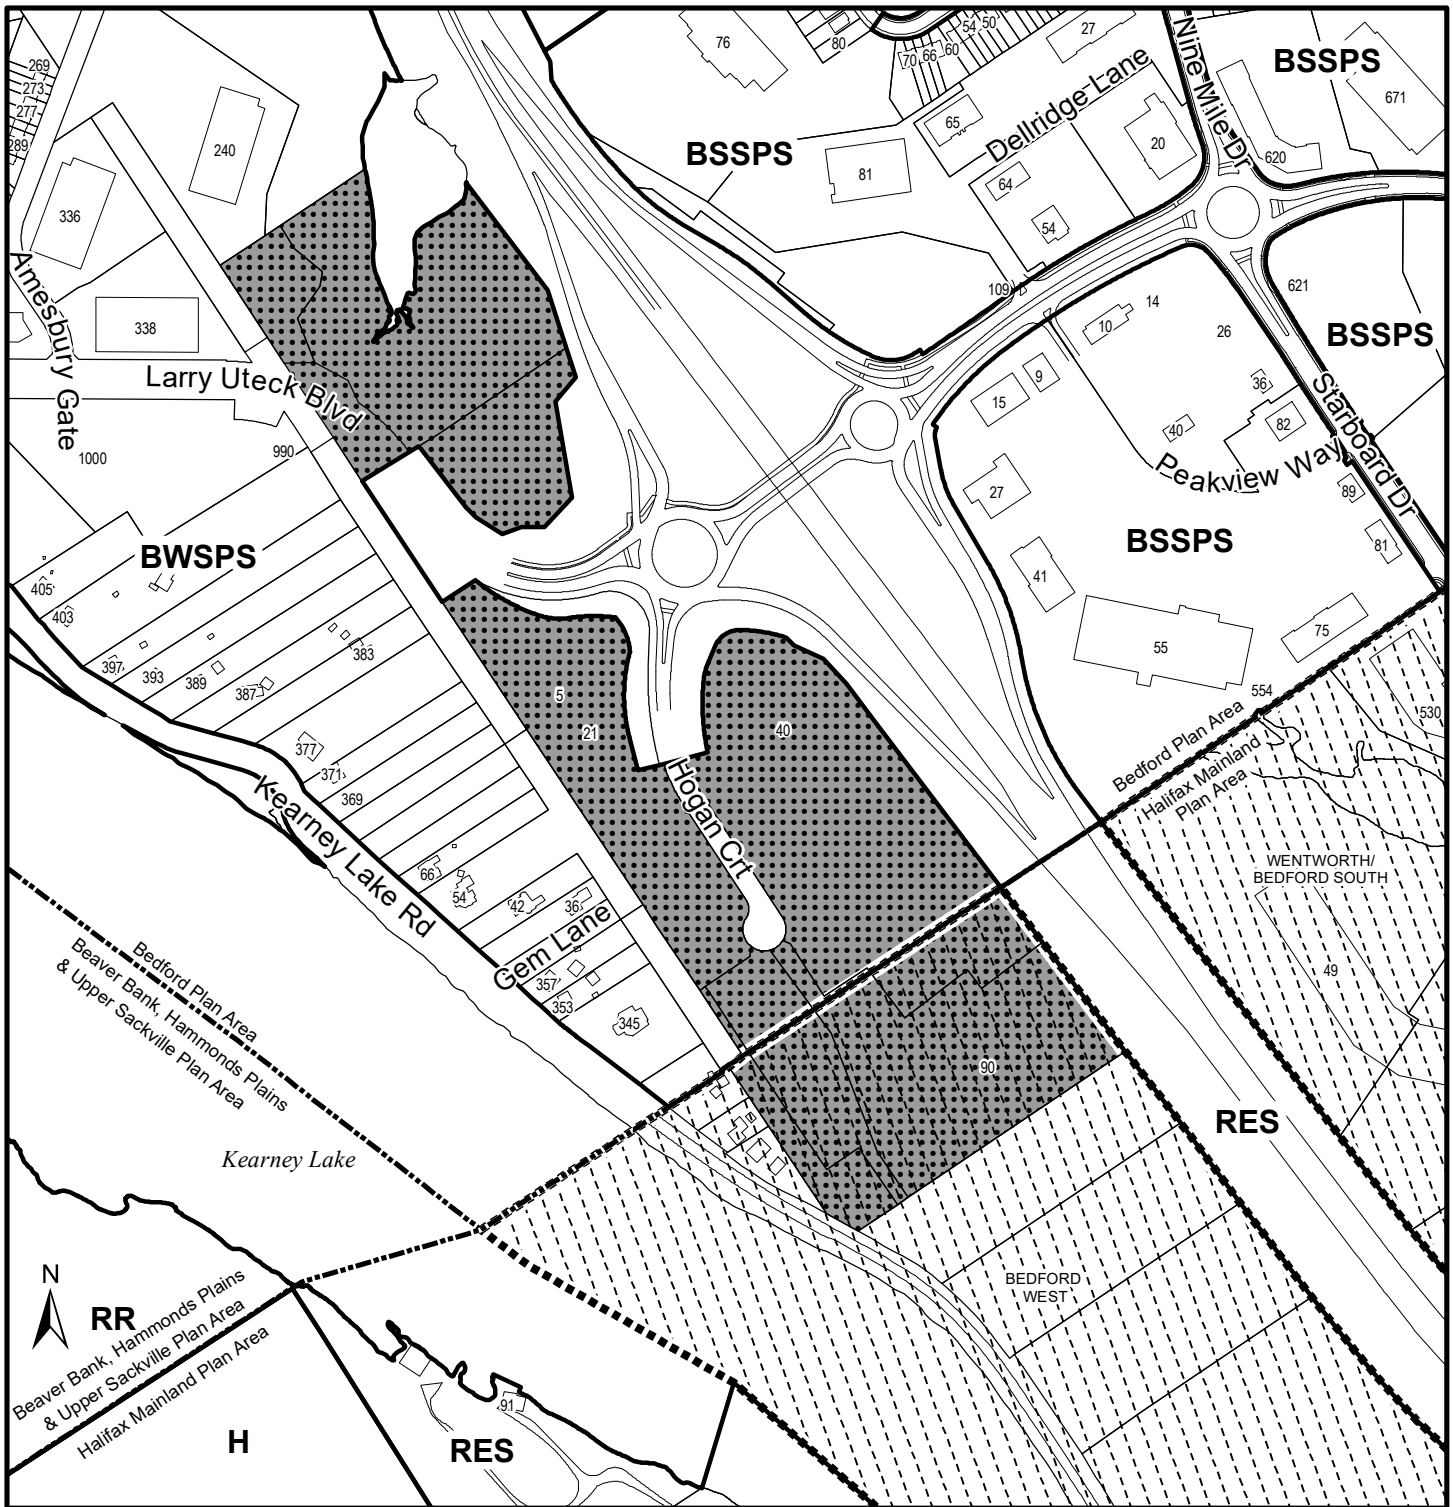 269
273
277
289
240
336
338
Amesbury Gate
Larry Uteck Blvd
1000
990
76
80
70
66
60
54
50
27
Nine Mile Dr
BSSPS
671
65
Dellridge Lane
20
620
BSSPS
81
64
54
109
14
10
26
621
BSSPS
9
15
36
40
82
Starboard Dr
Peakview Way
27
89
BSSPS
81
41
55
75
554
530
BWSPS
405
403
397
393
389
387
383
377
371
369
5
21
40
Hogan Crt
Bedford Plan Area
Halifax Mainland
Plan Area
WENTWORTH/
BEDFORD SOUTH
49
Kearney Lake Rd
66
54
42
36
Gem Lane
357
353
345
90
RES
Bedford Plan Area
Beaver Bank, Hammonds Plains
& Upper Sackville Plan Area
Kearney Lake
BEDFORD
WEST
N
RR
Beaver Bank, Hammonds Plains
& Upper Sackville Plan Area
Halifax Mainland Plan Area
H
RES
91